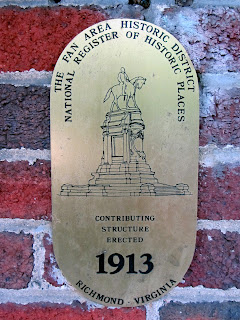 THE FAN AREA HISTORIC DISTRICT
NATIONAL REGISTER OF HISTORIC PLACES
CONTRIBUTING
STRUCTURE
ERECTED
1913
RICHMOND - VIRGINIA